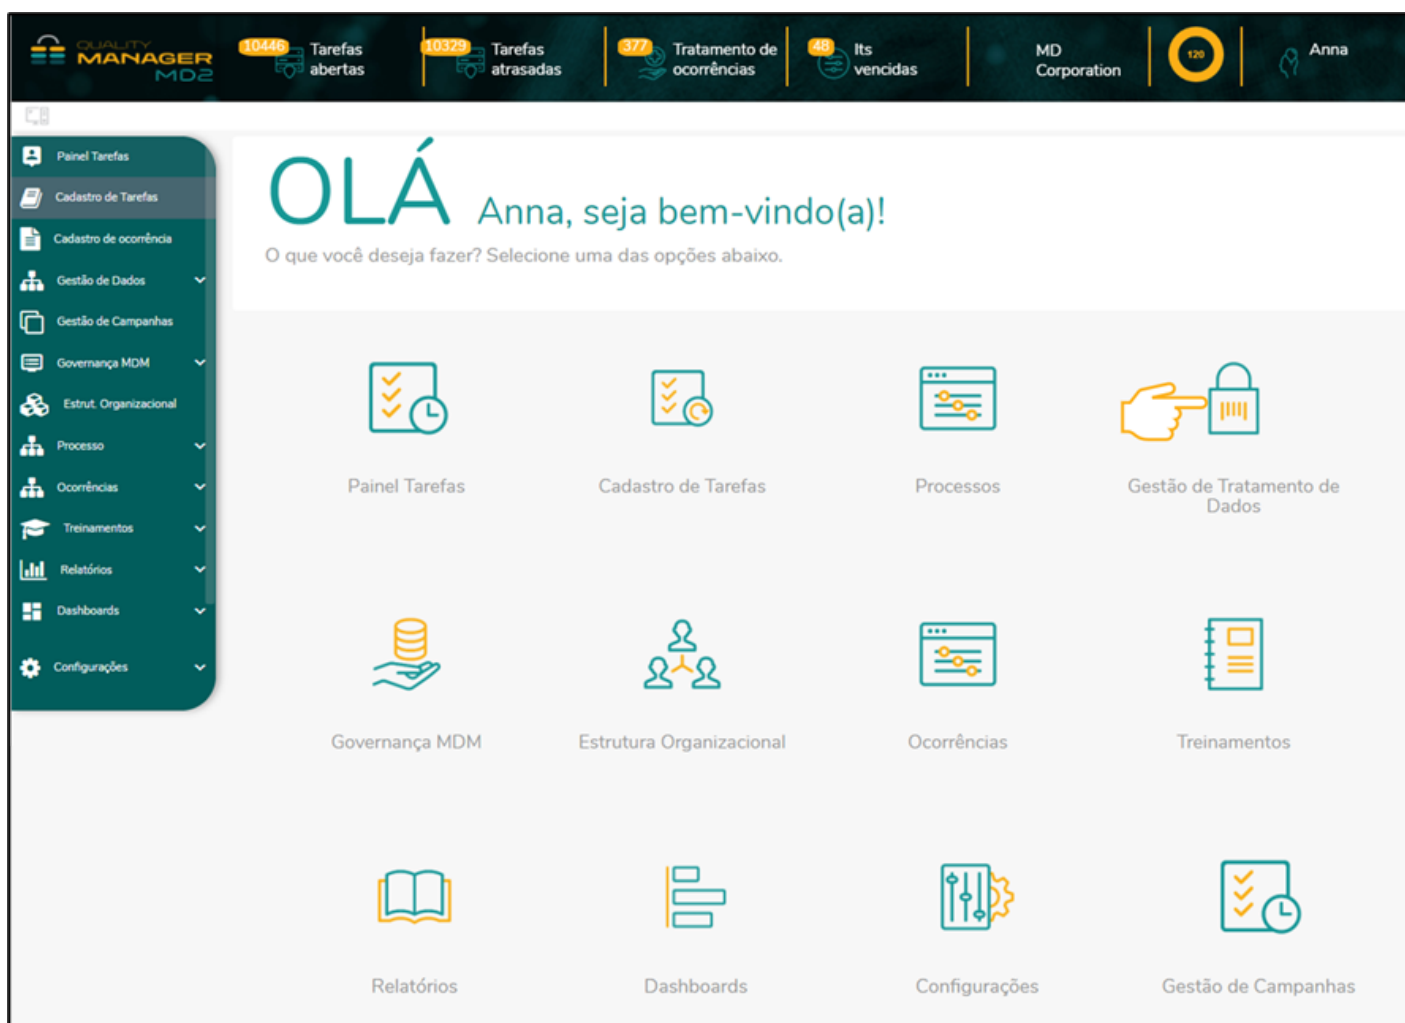 QUALITY
MANAGER
MD2
10446
Tarefas
abertas
10329
Tarefas
atrasadas
377
Tratamento de
ocorrências
48
Its
vencidas
MD
Corporation
120
Anna
Painel Tarefas
Cadastro de Tarefas
Cadastro de ocorrência
Gestão de Dados
Gestão de Campanhas
Governança MDM
Estrut. Organizacional
Processo
Ocorrências
Treinamentos
Relatórios
Dashboards
Configurações
OLÁ Anna, seja bem-vindo(a)!
O que você deseja fazer? Selecione uma das opções abaixo.
Painel Tarefas
Cadastro de Tarefas
Processos
Gestão de Tratamento de
Dados
Governança MDM
Estrutura Organizacional
Ocorrências
Treinamentos
Relatórios
Dashboards
Configurações
Gestão de Campanhas